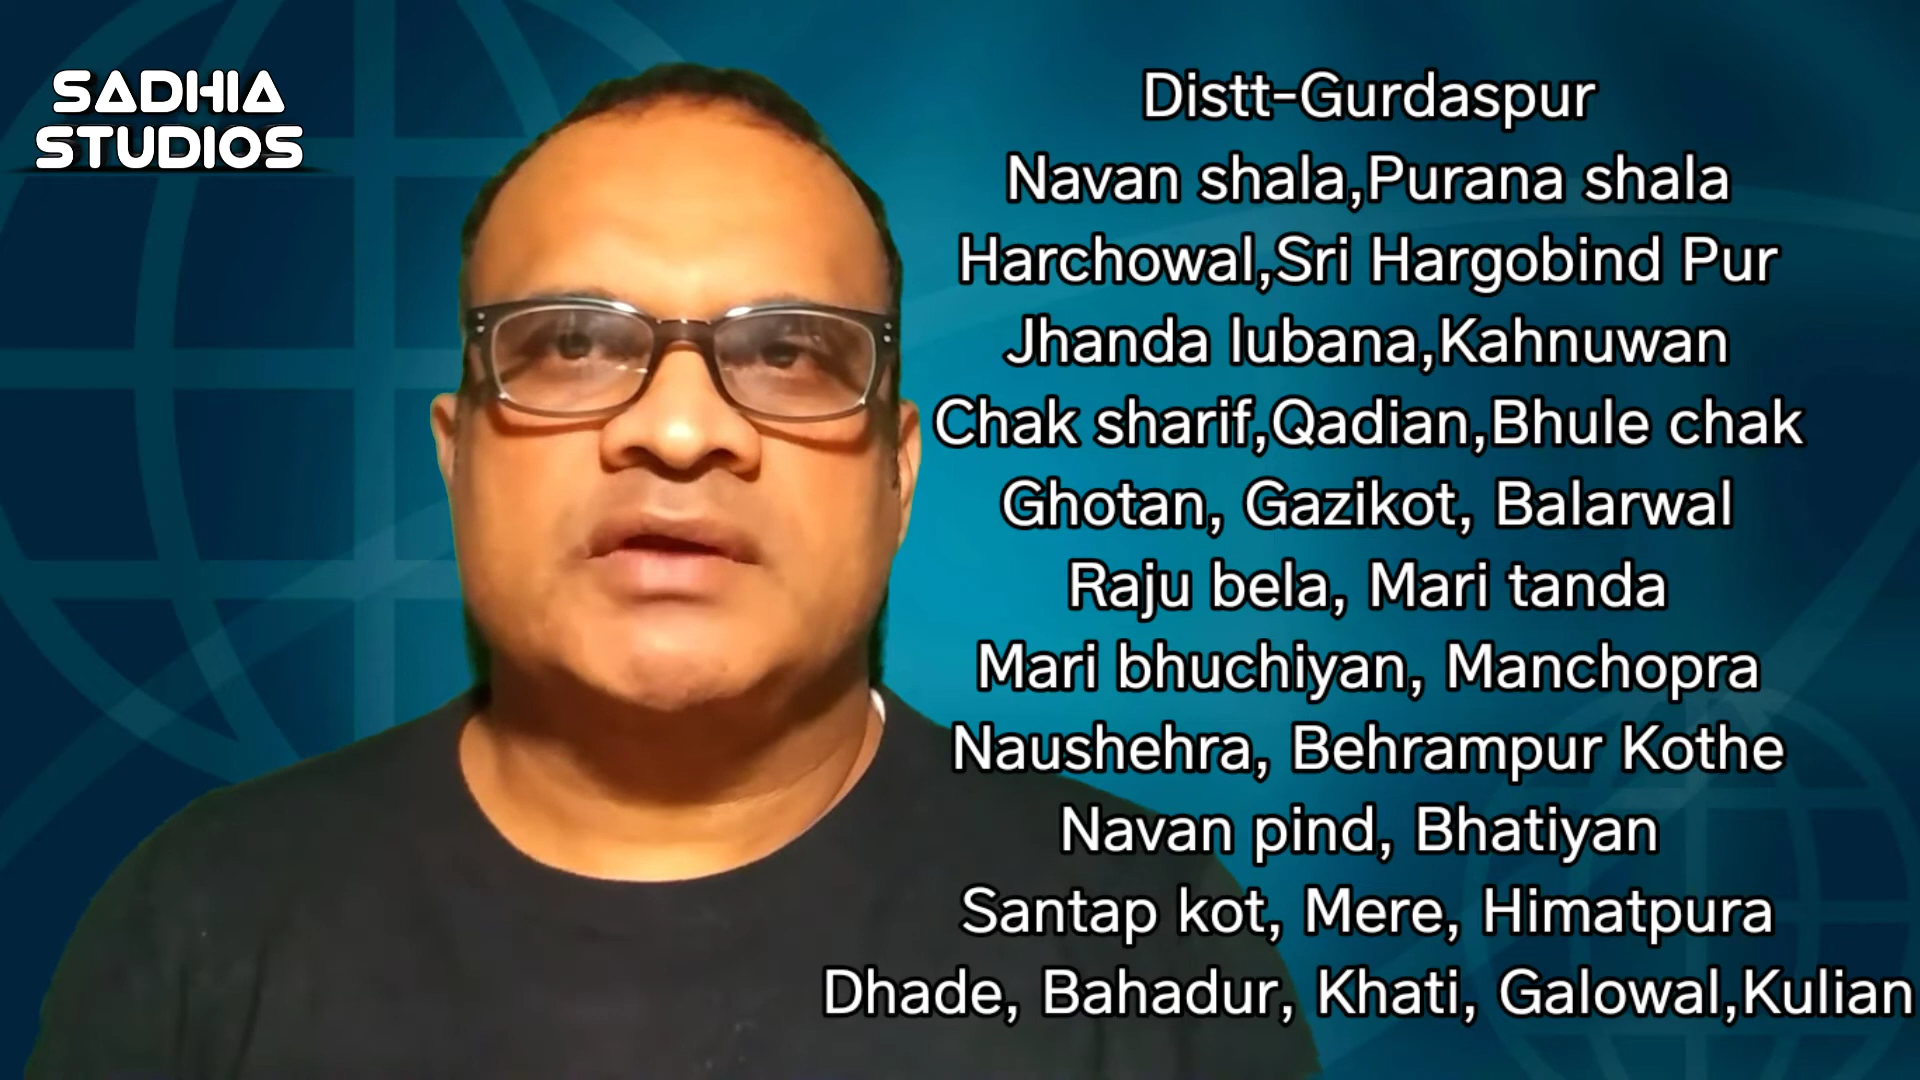 SADHIA
STUDIOS
Distt-Gurdaspur
Navan shala,Purana shala
Harchowal,Sri Hargobind Pur
Jhanda lubana,Kahnuwan
Chak sharif,Qadian,Bhule chak
Ghotan, Gazikot, Balarwal
Raju bela, Mari tanda
Mari bhuchiyan, Manchopra
Naushehra, Behrampur Kothe
Navan pind, Bhatiyan
Santap kot, Mere, Himatpura
Dhade, Bahadur, Khati, Galowal,Kulian